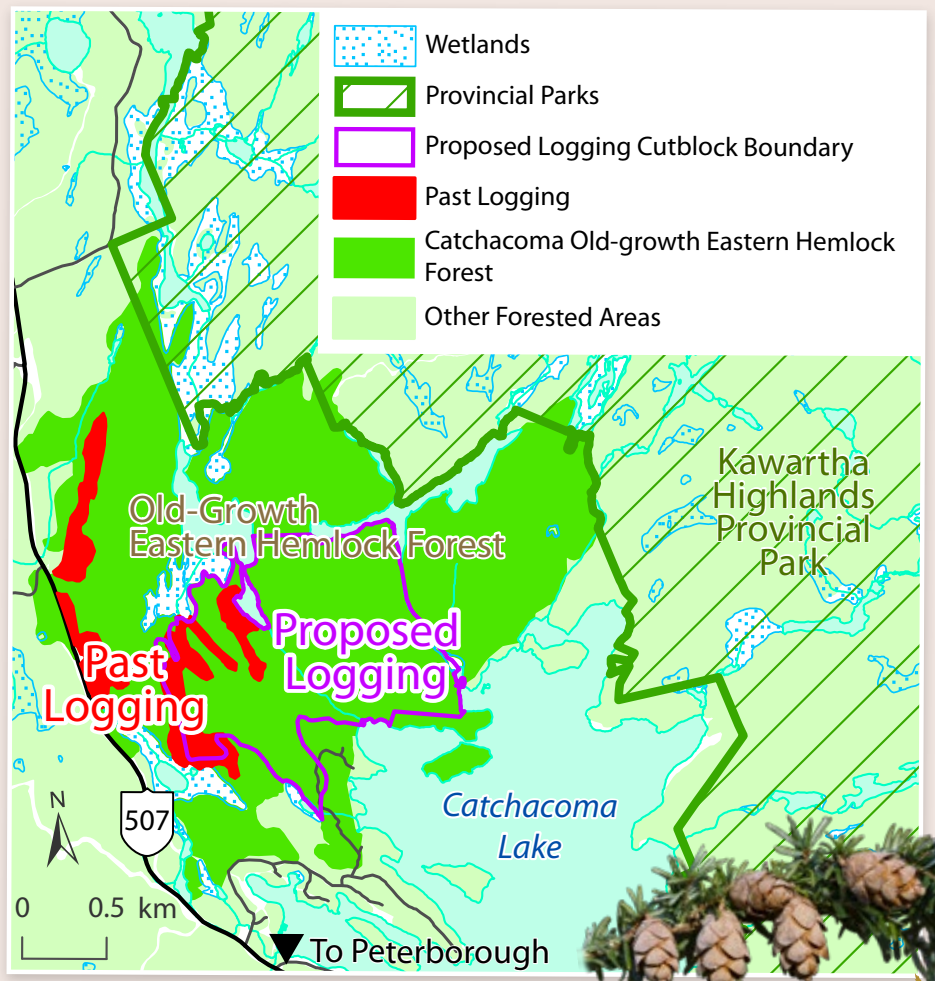 Wetlands
Provincial Parks
Proposed Logging Cutblock Boundary
Past Logging
Catchacoma Old-growth Eastern Hemlock
Forest
Other Forested Areas
Kawartha
Highlands
Provincial
Park
Old-Growth
Eastern Hemlock Forest
Proposed
Logging
Past
Logging
Catchacoma
Lake
N
507
0 0.5 km
To Peterborough